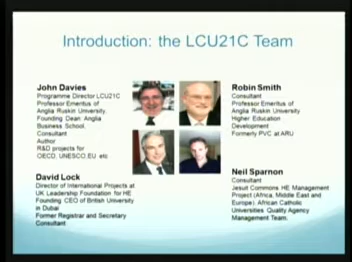 Introduction: the LCU21C Team
John Davies
Programme Director LCU21C
Professor Emeritus of
Anglia Ruskin University.
Founding Dean Anglia
Business School.
Consultant
Author
R&D projects for
OECD, UNESCO,EU etc
David Lock
Director of International Projects at
UK Leadership Foundation for HE
Founding CEO of British University
in Dubai
Former Registrar and Secretary
Consultant
Robin Smith
Consultant
Professor Emeritus of
Anglia Ruskin University
Higher Education
Development
Formerly PVC at ARU
Neil Sparnon
Consultant
Jesuit Commons HE Management
Project (Africa, Middle East and
Europe). African Catholic
Universities Quality Agency
Management Team.